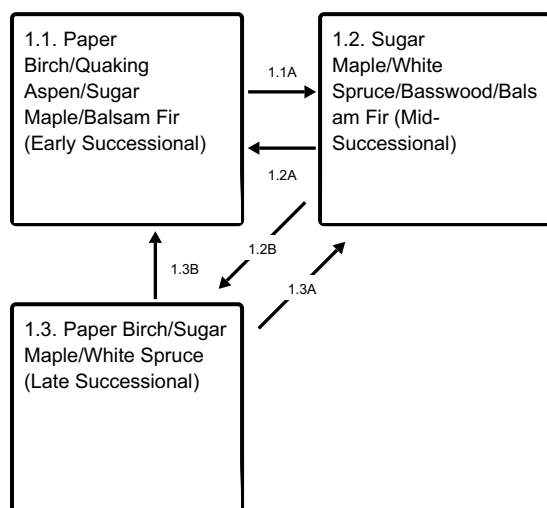 1.1. Paper
Birch/Quaking
Aspen/Sugar
Maple/Balsam Fir
(Early Successional)
1.1A
1.2. Sugar
Maple/White
Spruce/Basswood/Bals
am Fir (Mid-
Successional)
1.2A
1.2B
1.3B
1.3A
1.3. Paper Birch/Sugar
Maple/White Spruce
(Late Successional)